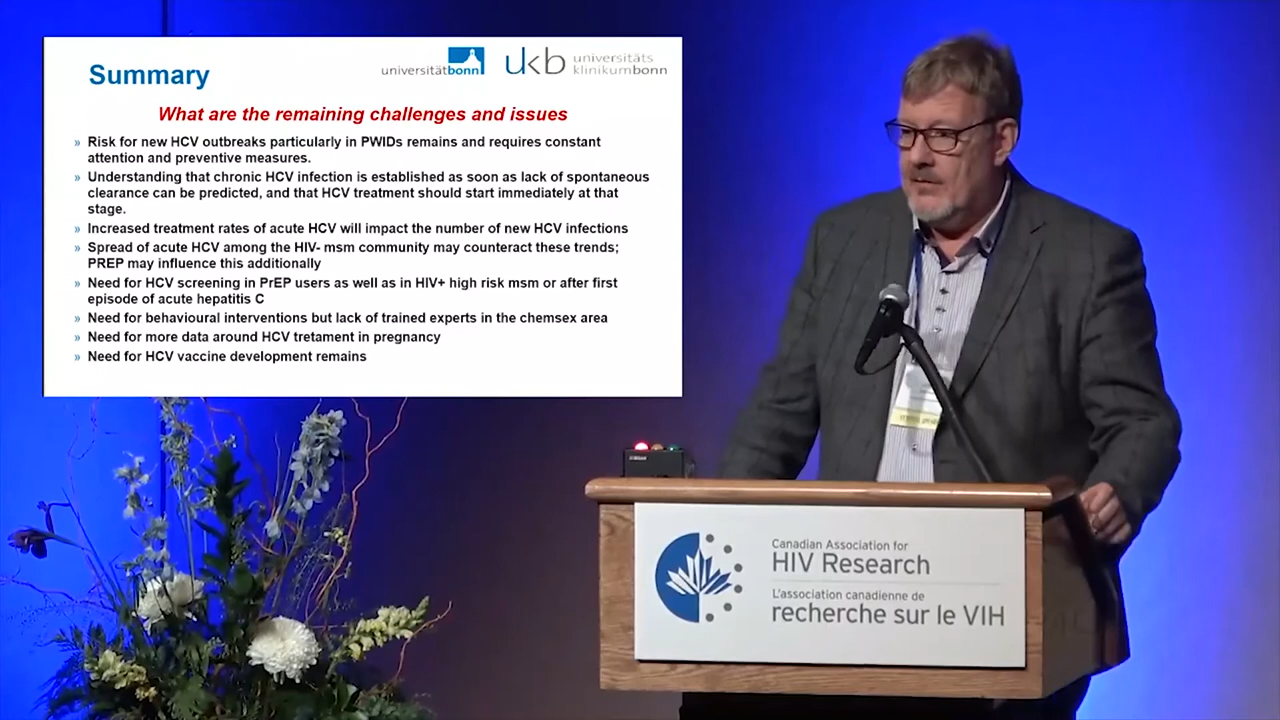 Summary
universitätbonn
ukb universitäts
klinikumbonn
What are the remaining challenges and issues
» Risk for new HCV outbreaks particularly in PWIDs remains and requires constant
attention and preventive measures.
» Understanding that chronic HCV infection is established as soon as lack of spontaneous
clearance can be predicted, and that HCV treatment should start immediately at that
stage.
» Increased treatment rates of acute HCV will impact the number of new HCV infections
» Spread of acute HCV among the HIV- msm community may counteract these trends;
PREP may influence this additionally
» Need for HCV screening in PrEP users as well as in HIV+ high risk msm or after first
episode of acute hepatitis C
» Need for behavioural interventions but lack of trained experts in the chemsex area
» Need for more data around HCV tretament in pregnancy
» Need for HCV vaccine development remains
Canadian Association for
HIV Research
L'association canadienne de
recherche sur le VIH